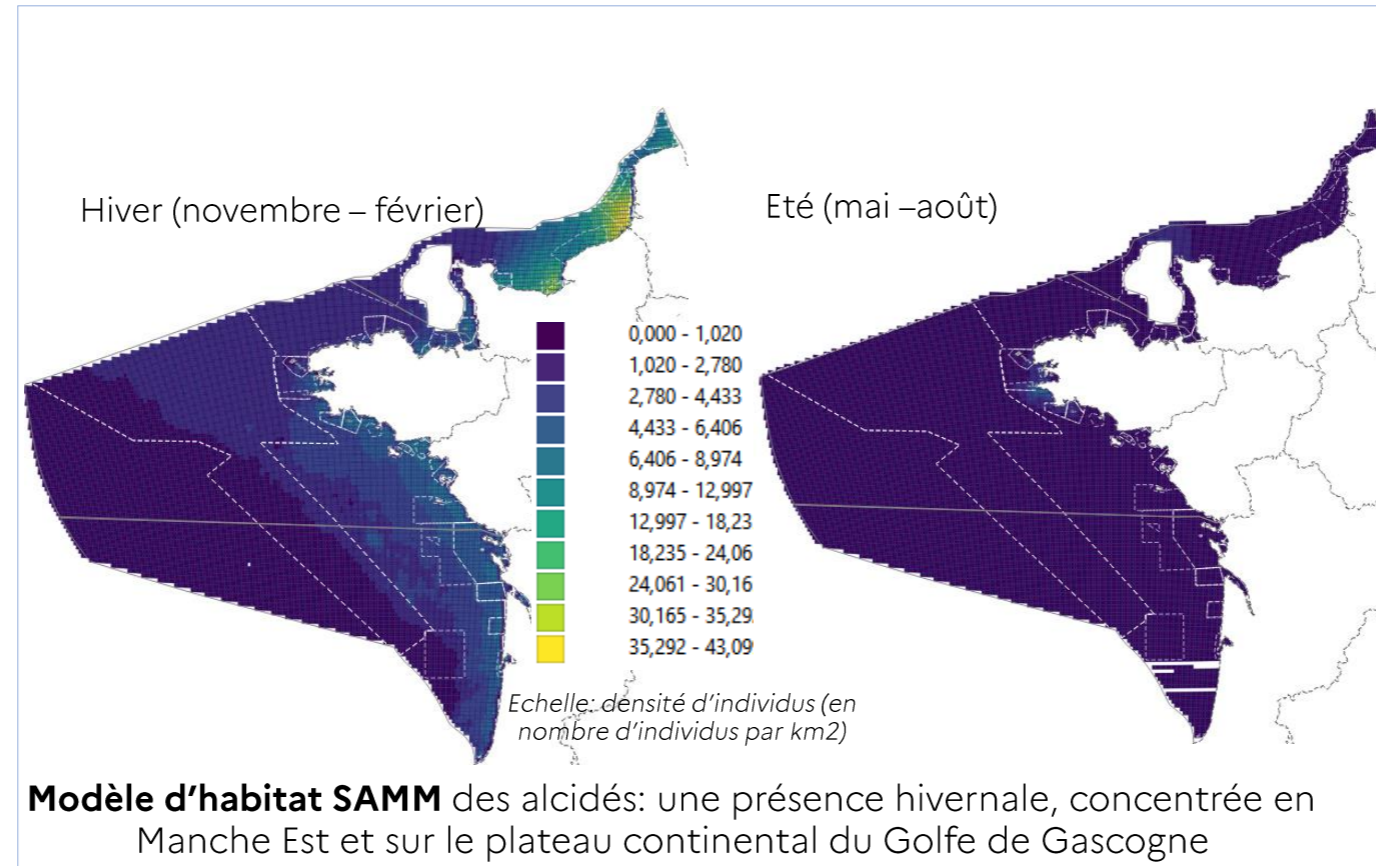 Hiver (novembre – février)
Eté (mai –août)
0,000 - 1,020
1,020 - 2,780
2,780 - 4,433
4,433 - 6,406
6,406 - 8,974
8,974 - 12,997
12,997 - 18,23
18,235 - 24,06
24,061 - 30,16
30,165 - 35,29
35,292 - 43,09
Echelle: densité d'individus (en
nombre d'individus par km2)
Modèle d'habitat SAMM des alcidés: une présence hivernale, concentrée en
Manche Est et sur le plateau continental du Golfe de Gascogne